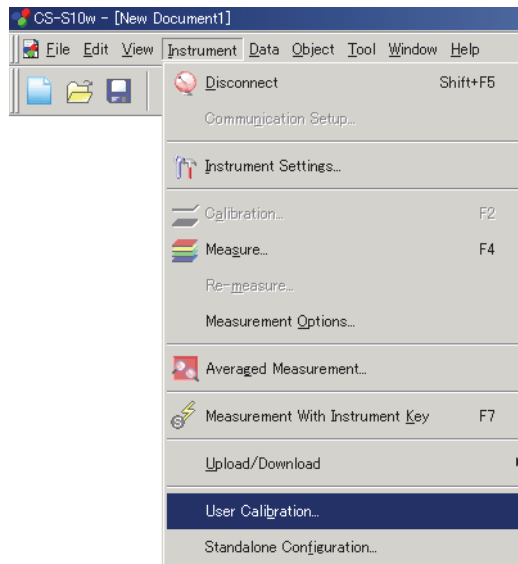 CS-S10w - [New Document1]
File Edit View Instrument Data Object Tool Window Help
Disconnect Shift+F5
Communication Setup...
Instrument Settings...
Calibration... F2
Measure... F4
Re-measure...
Measurement Options...
Averaged Measurement...
Measurement With Instrument Key F7
Upload/Download
User Calibration...
Standalone Configuration...